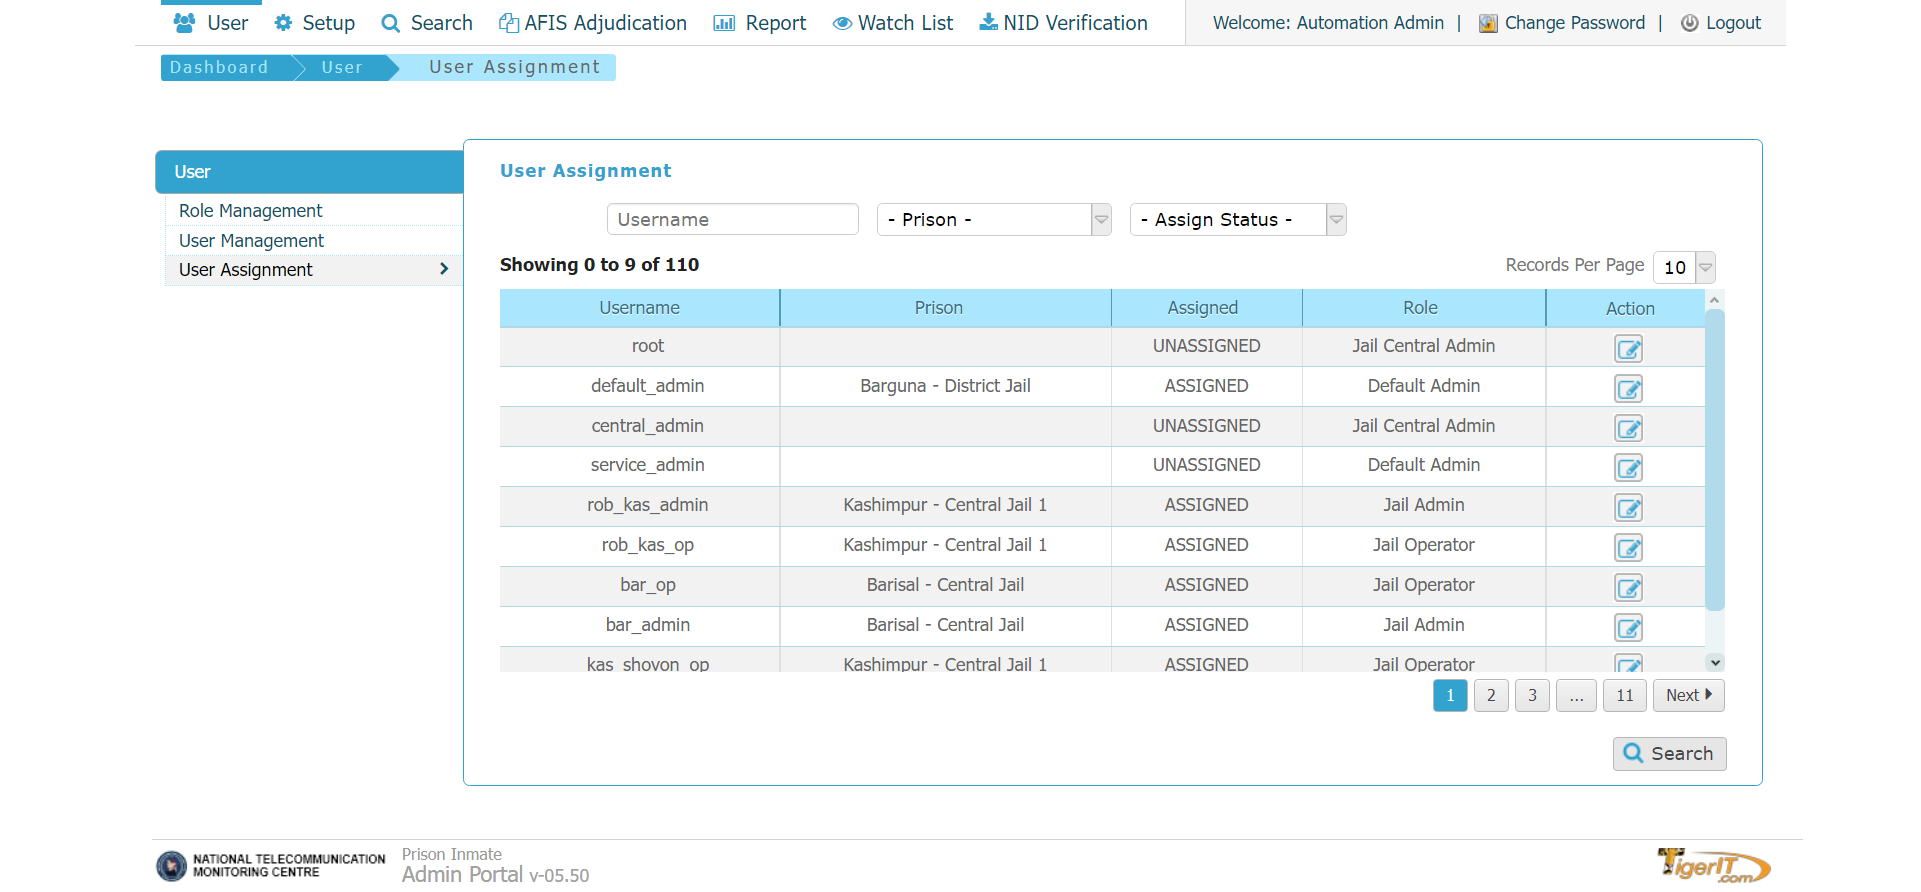 User Setup Search AFIS Adjudication Report Watch List NID Verification Welcome: Automation Admin | Change Password | Logout
Dashboard User User Assignment
User
Role Management
User Management
User Assignment
User Assignment
Username - Prison - - Assign Status -
Showing 0 to 9 of 110 Records Per Page 10
Username Prison Assigned Role Action
root UNASSIGNED Jail Central Admin
default_admin Barguna - District Jail ASSIGNED Default Admin
central_admin UNASSIGNED Jail Central Admin
service_admin UNASSIGNED Default Admin
rob_kas_admin Kashimpur - Central Jail 1 ASSIGNED Jail Admin
rob_kas_op Kashimpur - Central Jail 1 ASSIGNED Jail Operator
bar_op Barisal - Central Jail ASSIGNED Jail Operator
bar_admin Barisal - Central Jail ASSIGNED Jail Admin
kas_shovon_op Kashimpur - Central Jail 1 ASSIGNED Jail Operator
1 2 3 ... 11 Next
Search
NATIONAL TELECOMMUNICATION
MONITORING CENTRE
Prison Inmate
Admin Portal v-05.50
TigerIT
.com